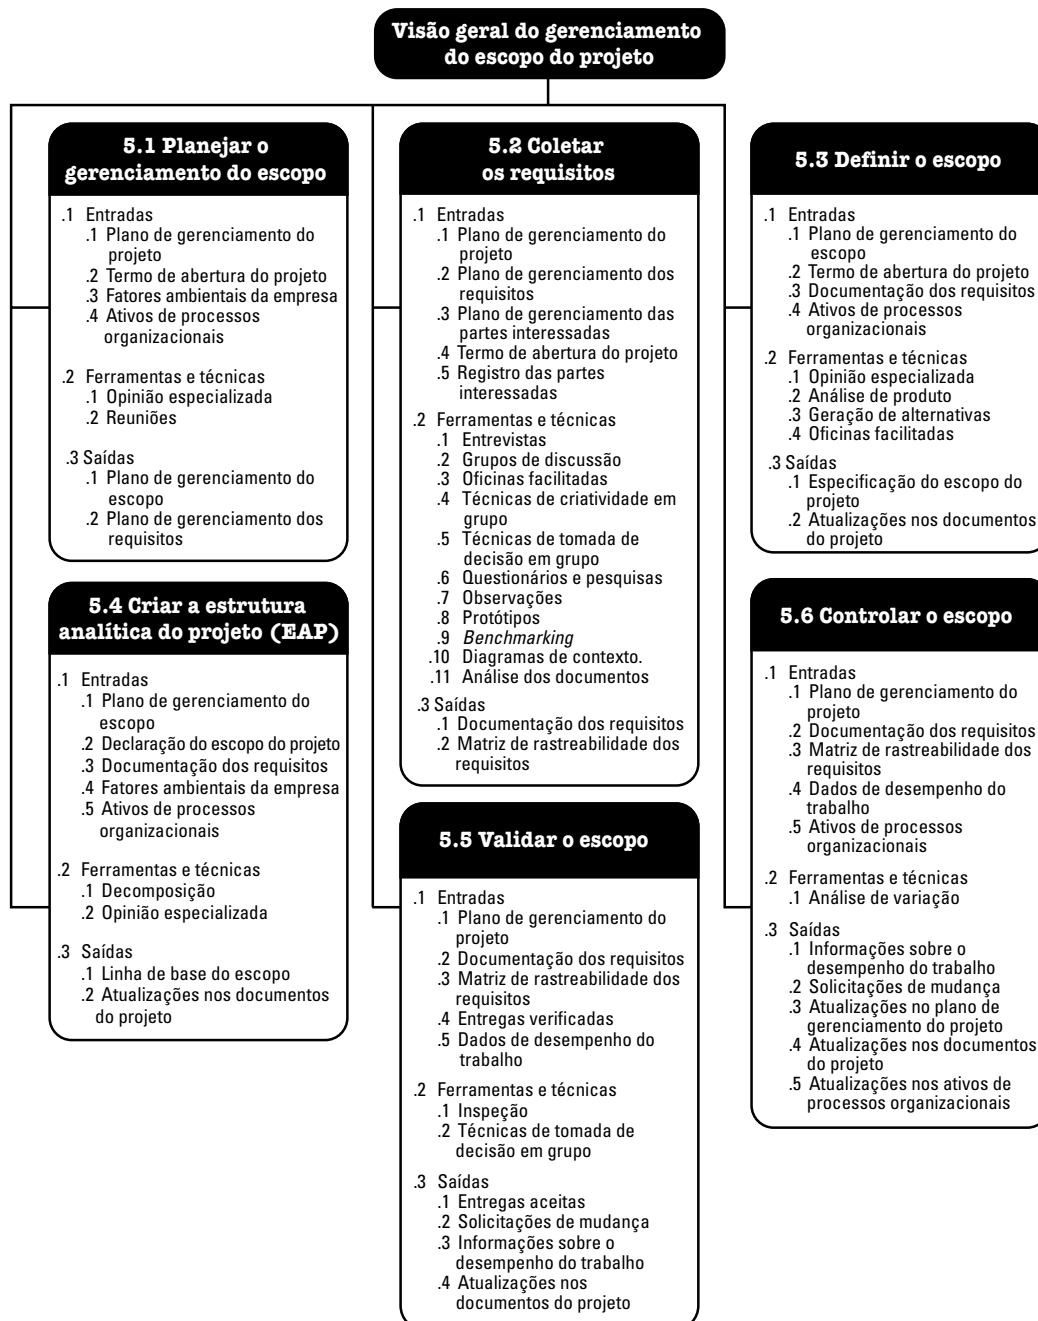 Visão geral do gerenciamento
do escopo do projeto
5.1 Planejar o
gerenciamento do escopo
.1 Entradas
.1 Plano de gerenciamento do
projeto
.2 Termo de abertura do projeto
.3 Fatores ambientais da empresa
.4 Ativos de processos
organizacionais
.2 Ferramentas e técnicas
.1 Opinião especializada
.2 Reuniões
.3 Saídas
.1 Plano de gerenciamento do
escopo
.2 Plano de gerenciamento dos
requisitos
5.2 Coletar
os requisitos
.1 Entradas
.1 Plano de gerenciamento do
projeto
.2 Plano de gerenciamento dos
requisitos
.3 Plano de gerenciamento das
partes interessadas
.4 Termo de abertura do projeto
.5 Registro das partes
interessadas
.2 Ferramentas e técnicas
.1 Entrevistas
.2 Grupos de discussão
.3 Oficinas facilitadas
.4 Técnicas de criatividade em
grupo
.5 Técnicas de tomada de
decisão em grupo
.6 Questionários e pesquisas
.7 Observações
.8 Protótipos
.9 Benchmarking
.10 Diagramas de contexto.
.11 Análise dos documentos
.3 Saídas
.1 Documentação dos requisitos
.2 Matriz de rastreabilidade dos
requisitos
5.3 Definir o escopo
.1 Entradas
.1 Plano de gerenciamento do
escopo
.2 Termo de abertura do projeto
.3 Documentação dos requisitos
.4 Ativos de processos
organizacionais
.2 Ferramentas e técnicas
.1 Opinião especializada
.2 Análise de produto
.3 Geração de alternativas
.4 Oficinas facilitadas
.3 Saídas
.1 Especificação do escopo do
projeto
.2 Atualizações nos documentos
do projeto
5.4 Criar a estrutura
analítica do projeto (EAP)
.1 Entradas
.1 Plano de gerenciamento do
escopo
.2 Declaração do escopo do projeto
.3 Documentação dos requisitos
.4 Fatores ambientais da empresa
.5 Ativos de processos
organizacionais
.2 Ferramentas e técnicas
.1 Decomposição
.2 Opinião especializada
.3 Saídas
.1 Linha de base do escopo
.2 Atualizações nos documentos
do projeto
5.5 Validar o escopo
.1 Entradas
.1 Plano de gerenciamento do
projeto
.2 Documentação dos requisitos
.3 Matriz de rastreabilidade dos
requisitos
.4 Entregas verificadas
.5 Dados de desempenho do
trabalho
.2 Ferramentas e técnicas
.1 Inspeção
.2 Técnicas de tomada de
decisão em grupo
.3 Saídas
.1 Entregas aceitas
.2 Solicitações de mudança
.3 Informações sobre o
desempenho do trabalho
.4 Atualizações nos
documentos do projeto
5.6 Controlar o escopo
.1 Entradas
.1 Plano de gerenciamento do
projeto
.2 Documentação dos requisitos
.3 Matriz de rastreabilidade dos
requisitos
.4 Dados de desempenho do
trabalho
.5 Ativos de processos
organizacionais
.2 Ferramentas e técnicas
.1 Análise de variação
.3 Saídas
.1 Informações sobre o
desempenho do trabalho
.2 Solicitações de mudança
.3 Atualizações no plano de
gerenciamento do projeto
.4 Atualizações nos documentos
do projeto
.5 Atualizações nos ativos de
processos organizacionais